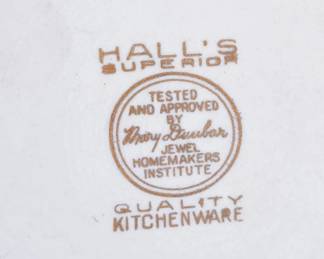 HALL'S
SUPERIOR
TESTED
AND APPROVED
BY
Mary Dunbar
JEWEL
HOMEMAKERS
INSTITUTE
QUALITY
KITCHENWARE